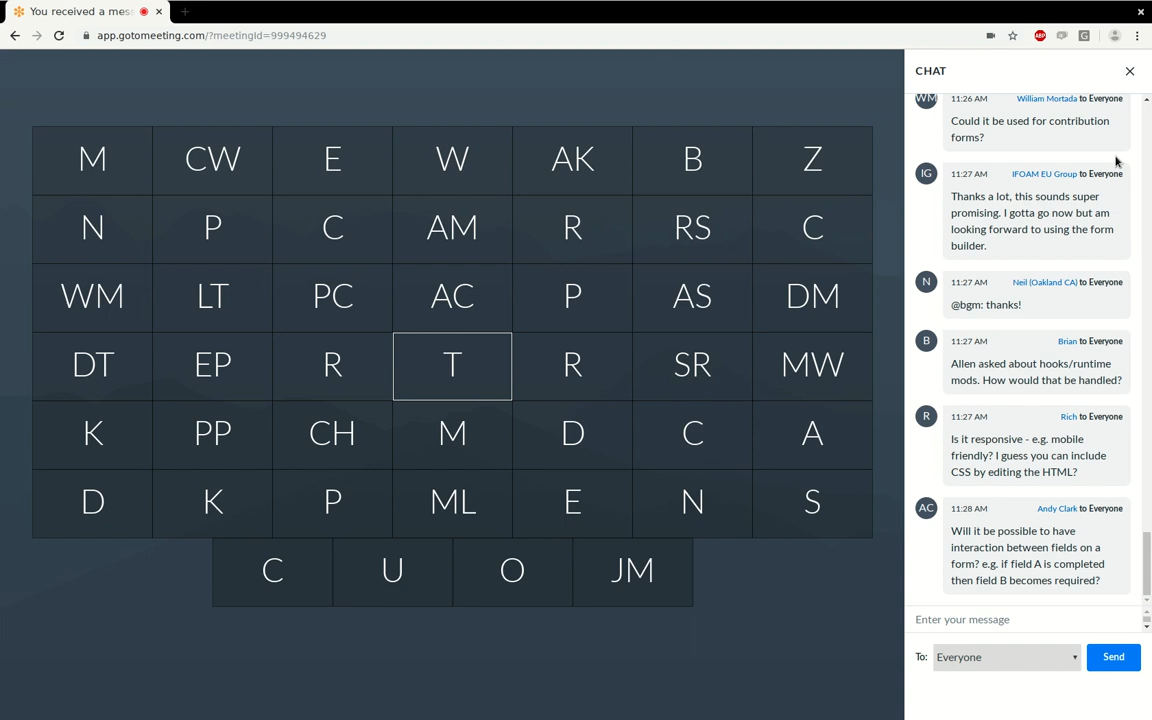 You received a mess
app.gotomeeting.com/?meetingId=999494629
ABP
G
M CW E W AK B Z
N P C AM R RS C
WM LT PC AC P AS DM
DT EP R T R SR MW
K PP CH M D C A
D K P ML E N S
C U O JM
CHAT
WM 11:26 AM William Mortada to Everyone
Could it be used for contribution
forms?
IG 11:27 AM IFOAM EU Group to Everyone
Thanks a lot, this sounds super
promising. I gotta go now but am
looking forward to using the form
builder.
N 11:27 AM Neil (Oakland CA) to Everyone
@bgm: thanks!
B 11:27 AM Brian to Everyone
Allen asked about hooks/runtime
mods. How would that be handled?
R 11:27 AM Rich to Everyone
Is it responsive - e.g. mobile
friendly? I guess you can include
CSS by editing the HTML?
AC 11:28 AM Andy Clark to Everyone
Will it be possible to have
interaction between fields on a
form? e.g. if field A is completed
then field B becomes required?
Enter your message
To: Everyone Send